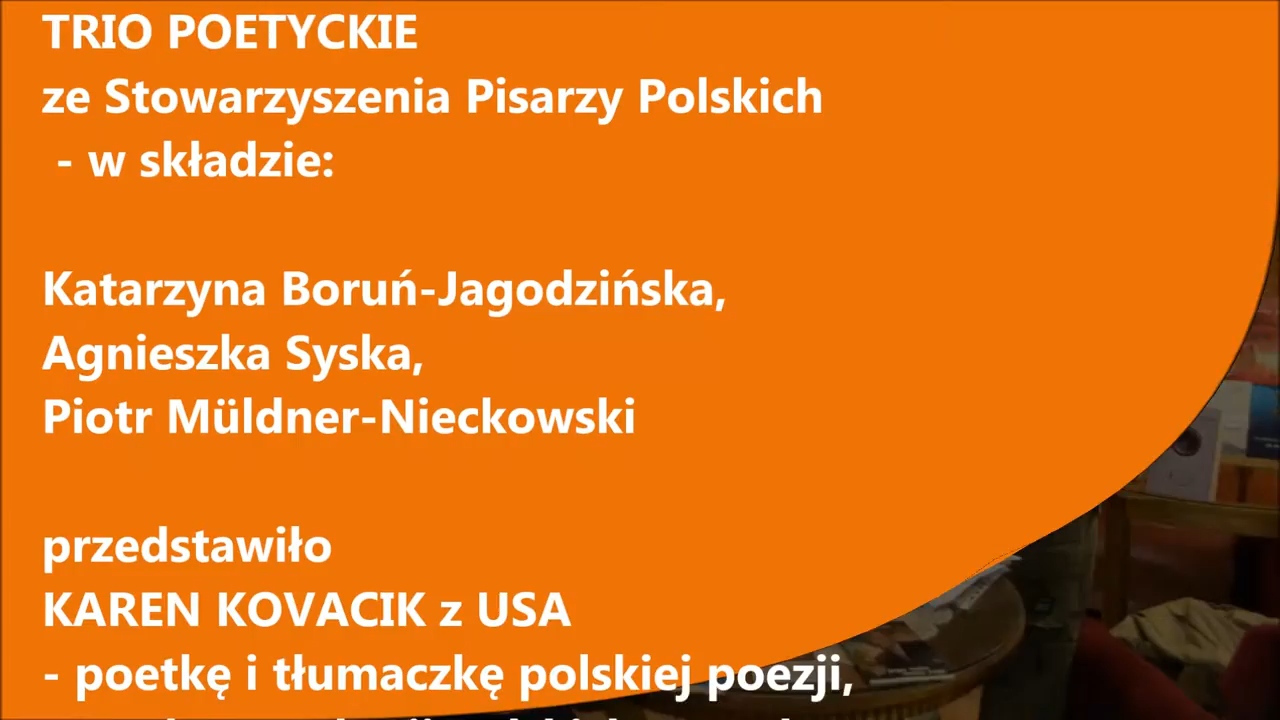 TRIO POETYCKIE
ze Stowarzyszenia Pisarzy Polskich
- w składzie:
Katarzyna Boruń-Jagodzińska,
Agnieszka Syska,
Piotr Müldner-Nieckowski
przedstawiło
KAREN KOVACIK z USA
- poetkę i tłumaczkę polskiej poezji,